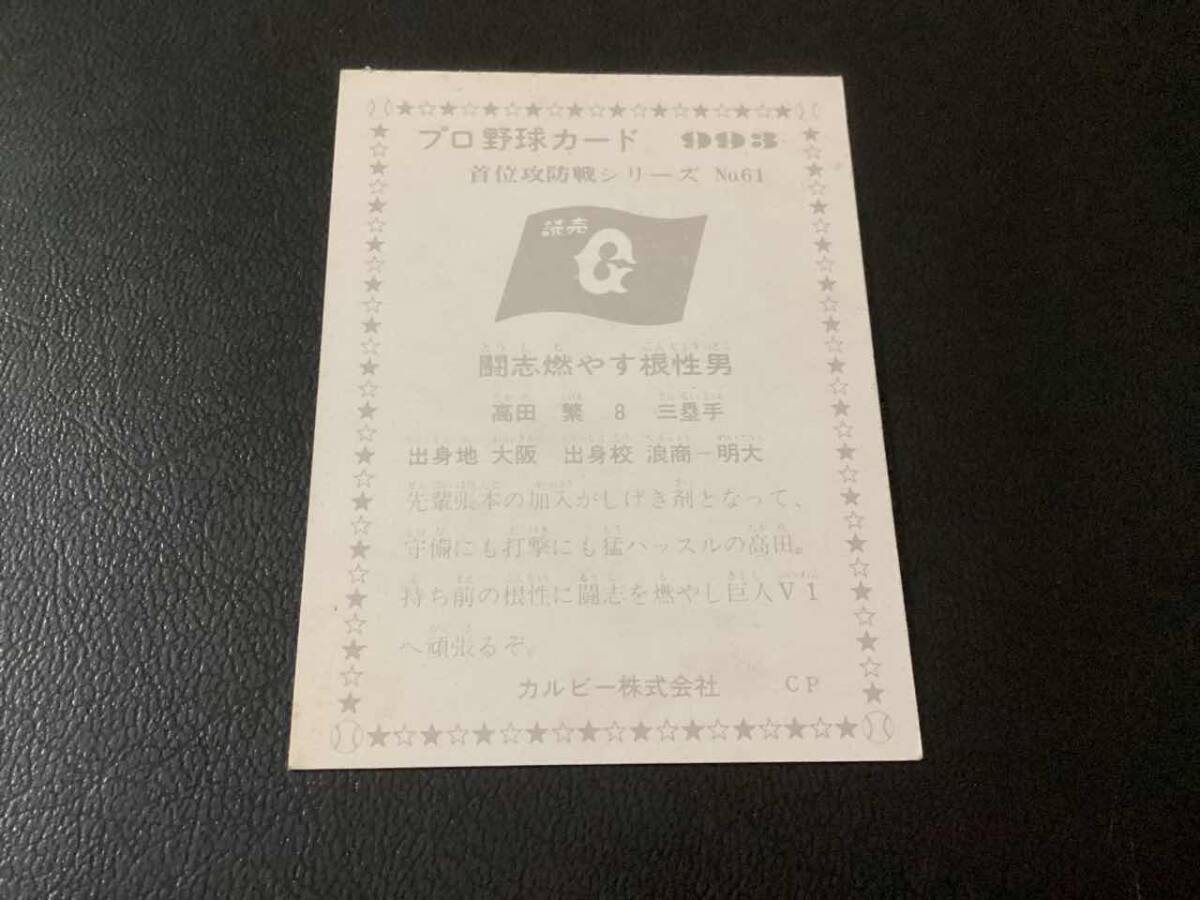 プロ野球カード 993
首位攻防戦シリーズ No.61
読売
G
闘志燃やす根性男
高田 繁 8 三塁手
出身地 大阪 出身校 浪商－明大
先輩張本の加入がしげき剤となって、
守備にも打撃にも猛ハッスルの高田。
持ち前の根性に闘志を燃やし巨人V1
へ頑張るぞ。
カルビー株式会社 CP